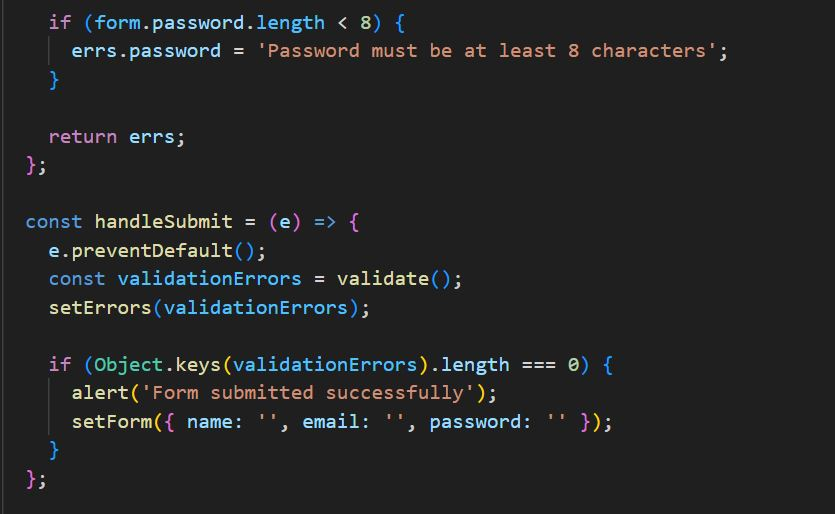 if (form.password.length < 8) {
errs.password = 'Password must be at least 8 characters';
}
return errs;
};
const handleSubmit = (e) => {
e.preventDefault();
const validationErrors = validate();
setErrors(validationErrors);
if (Object.keys(validationErrors).length === 0) {
alert('Form submitted successfully');
setForm({ name: '', email: '', password: '' });
}
};